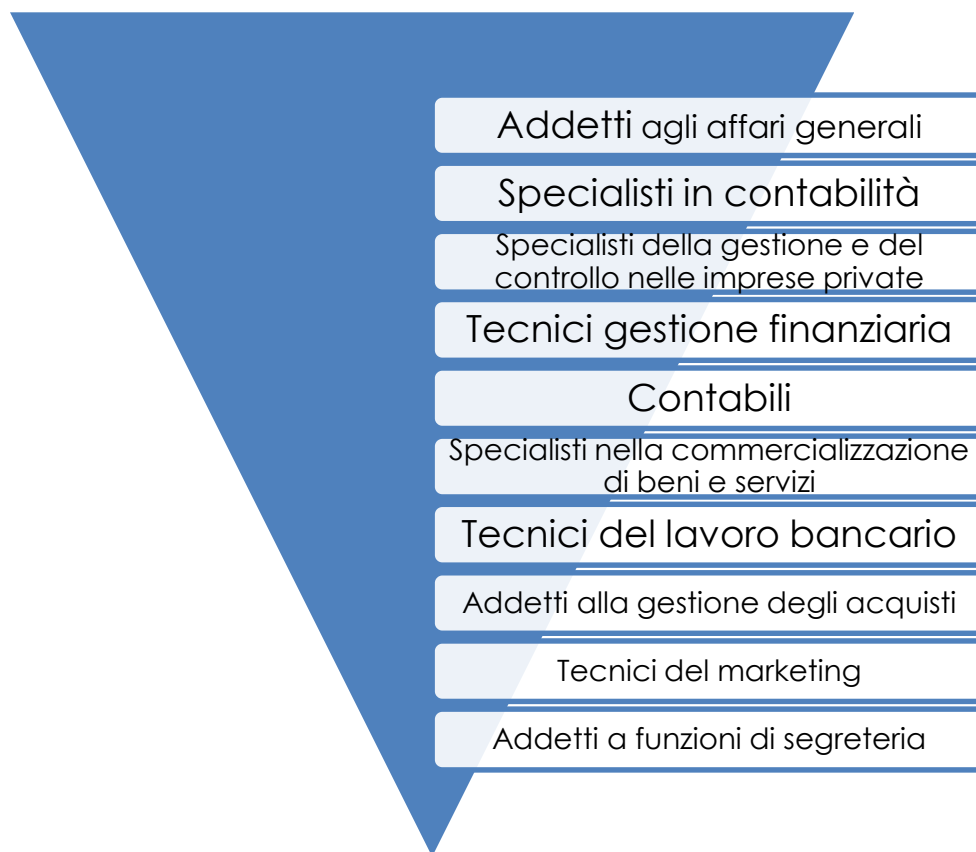 Addetti agli affari generali
Specialisti in contabilità
Specialisti della gestione e del
controllo nelle imprese private
Tecnici gestione finanziaria
Contabili
Specialisti nella commercializzazione
di beni e servizi
Tecnici del lavoro bancario
Addetti alla gestione degli acquisti
Tecnici del marketing
Addetti a funzioni di segreteria